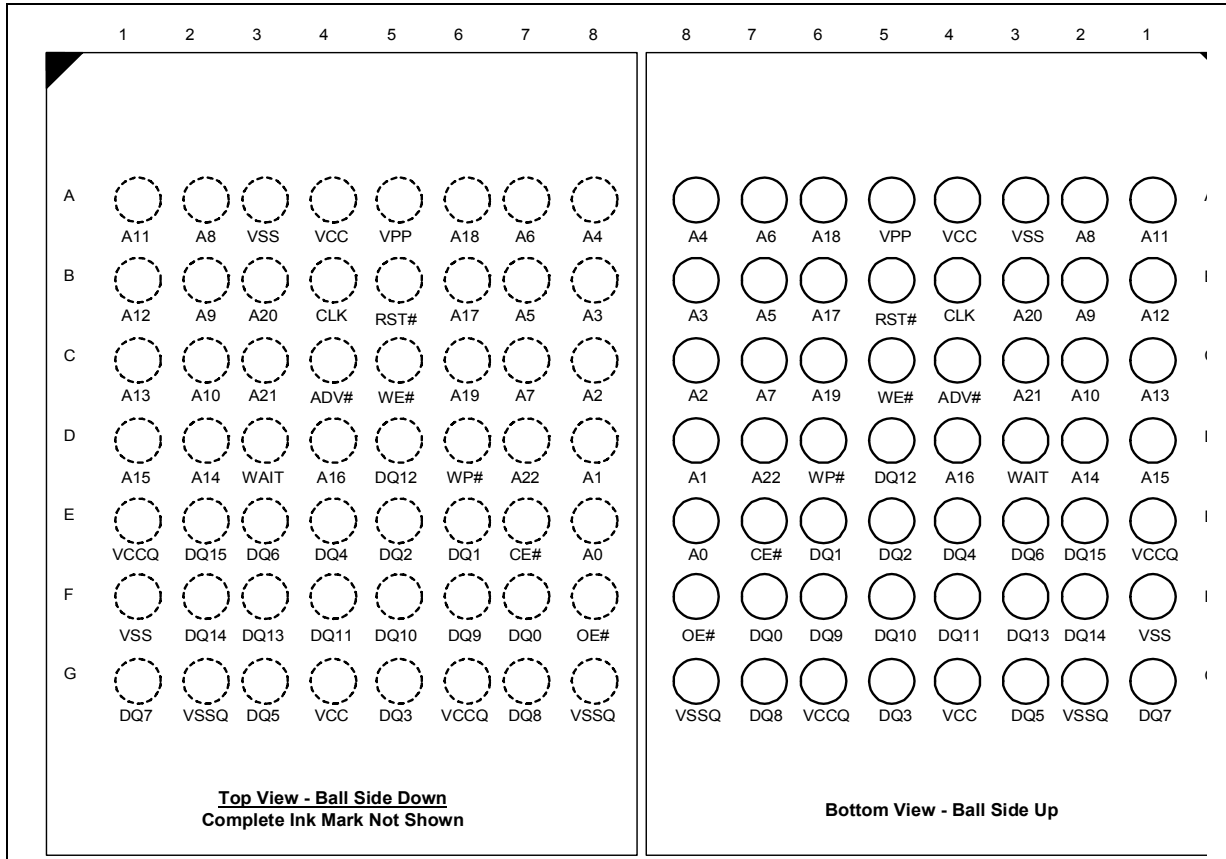 1 2 3 4 5 6 7 8
A
A11 A8 VSS VCC VPP A18 A6 A4
B
A12 A9 A20 CLK RST# A17 A5 A3
C
A13 A10 A21 ADV# WE# A19 A7 A2
D
A15 A14 WAIT A16 DQ12 WP# A22 A1
E
VCCQ DQ15 DQ6 DQ4 DQ2 DQ1 CE# A0
F
VSS DQ14 DQ13 DQ11 DQ10 DQ9 DQ0 OE#
G
DQ7 VSSQ DQ5 VCC DQ3 VCCQ DQ8 VSSQ
Top View - Ball Side Down
Complete Ink Mark Not Shown
8 7 6 5 4 3 2 1
A4 A6 A18 VPP VCC VSS A8 A11
A3 A5 A17 RST# CLK A20 A9 A12
A2 A7 A19 WE# ADV# A21 A10 A13
A1 A22 WP# DQ12 A16 WAIT A14 A15
A0 CE# DQ1 DQ2 DQ4 DQ6 DQ15 VCCQ
OE# DQ0 DQ9 DQ10 DQ11 DQ13 DQ14 VSS
VSSQ DQ8 VCCQ DQ3 VCC DQ5 VSSQ DQ7
Bottom View - Ball Side Up